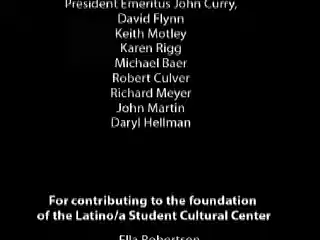 President Emeritus John Curry,
David Flynn
Keith Motley
Karen Rigg
Michael Baer
Robert Culver
Richard Meyer
John Martin
Daryl Hellman
For contributing to the foundation
of the Latino/a Student Cultural Center
Ella Robertson